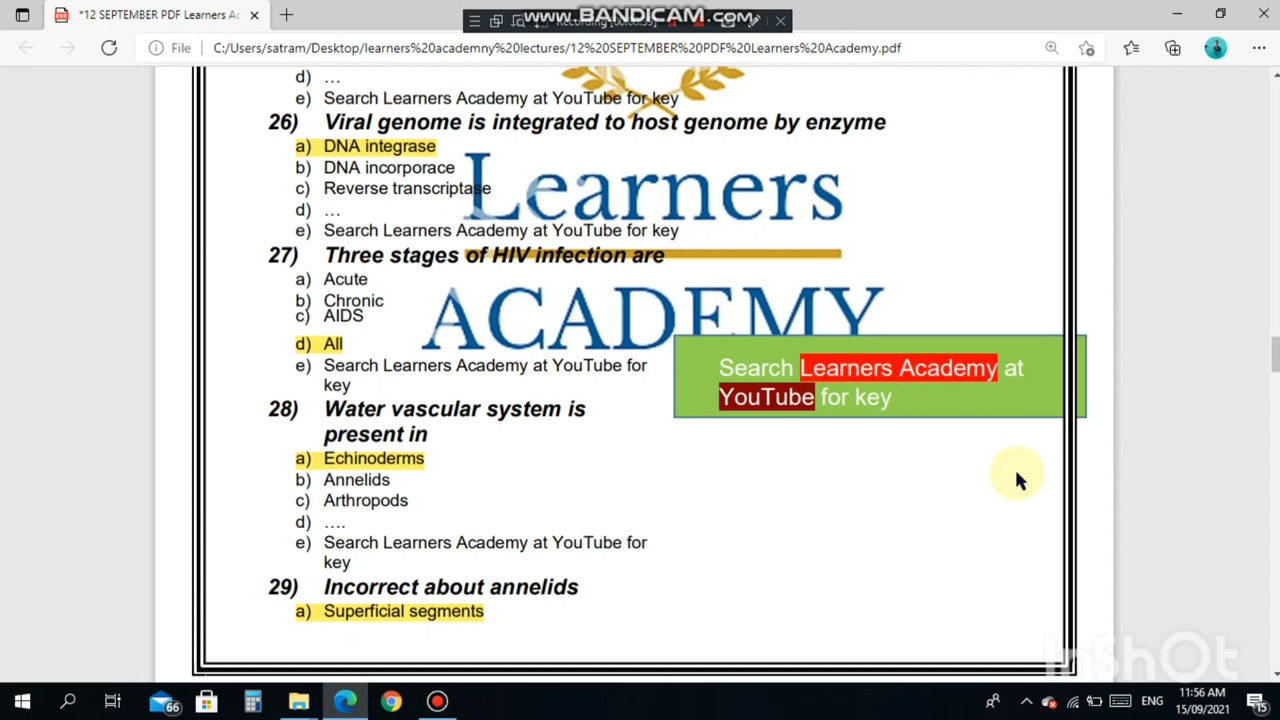 *12 SEPTEMBER PDF Learners Ac
www.BANDICAM.com
File
C:/Users/satram/Desktop/learners%20academny%20lectures/12%20SEPTEMBER%20PDF%20Learners%20Academy.pdf
d) …
e) Search Learners Academy at YouTube for key
26) Viral genome is integrated to host genome by enzyme
a) DNA integrase
b) DNA incorporace
c) Reverse transcriptase
d) …
e) Search Learners Academy at YouTube for key
Learners
27) Three stages of HIV infection are
a) Acute
b) Chronic
c) AIDS
ACADEMY
d) All
e) Search Learners Academy at YouTube for
key
Search Learners Academy at
YouTube for key
28) Water vascular system is
present in
a) Echinoderms
b) Annelids
c) Arthropods
d) ….
e) Search Learners Academy at YouTube for
key
29) Incorrect about annelids
a) Superficial segments
InShOt
66
ENG
11:56 AM
15/09/2021
15